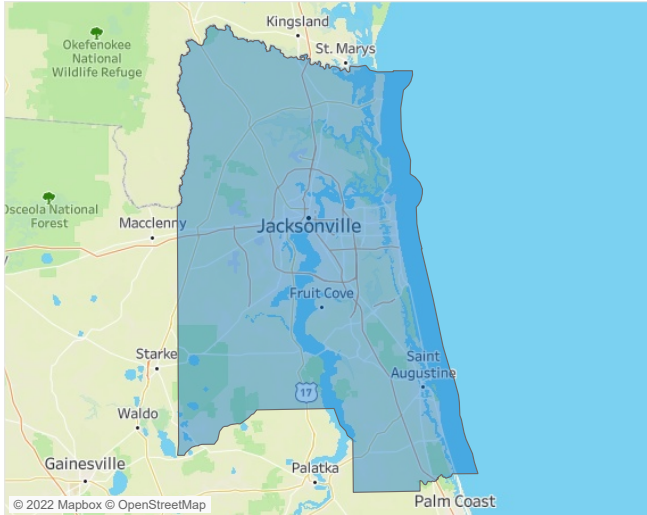 Kingsland
Okefenokee
National
Wildlife Refuge
St. Marys
Osceola National
Forest
Macclenny
Jacksonville
Fruit Cove
Starke
Saint
Augustine
17
Waldo
Gainesville
Palatka
Palm Coast
© 2022 Mapbox © OpenStreetMap